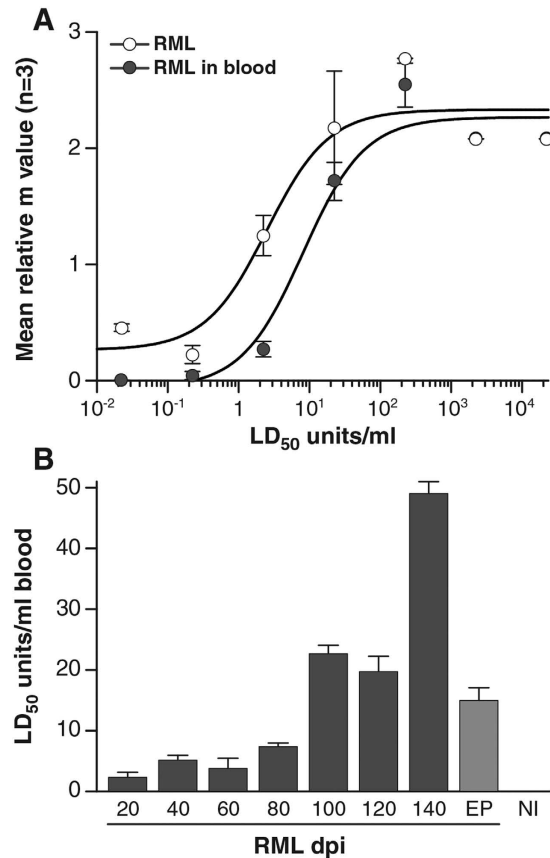 A
Mean relative m value (n=3)
3
2
1
0
RML
RML in blood
10-2 10-1 1 101 102 103 104
LD50 units/ml
B
LD50 units/ml blood
50
40
30
20
10
0
20 40 60 80 100 120 140 EP NI
RML dpi